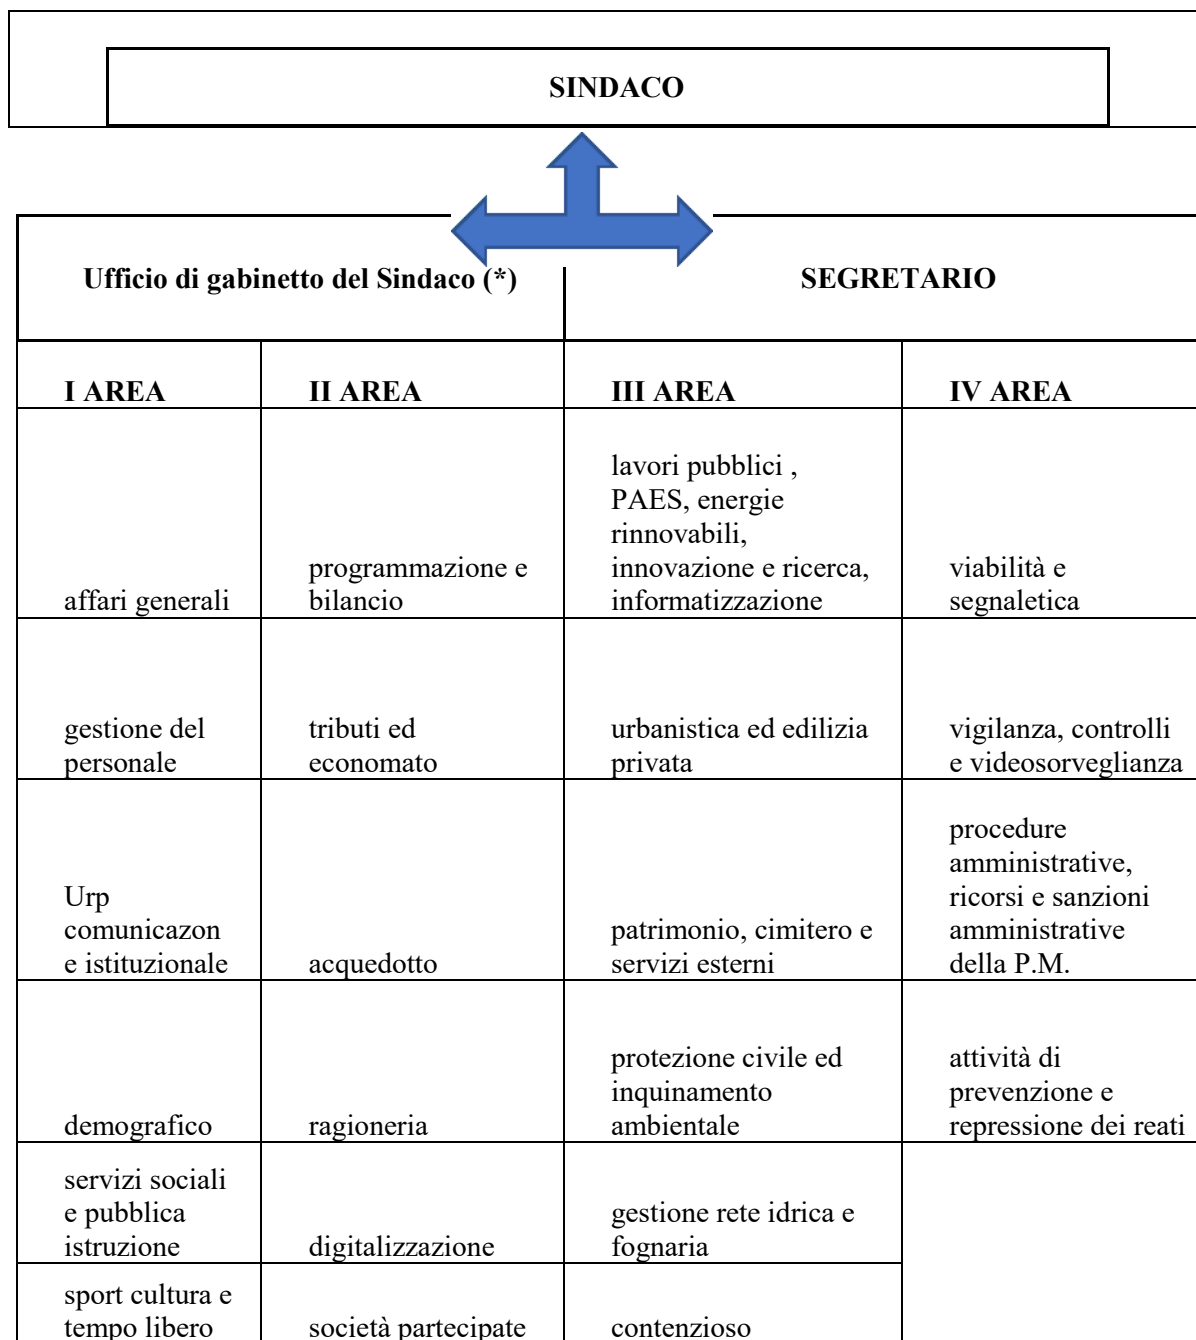 SINDACO
Ufficio di gabinetto del Sindaco (*)
SEGRETARIO
I AREA
II AREA
III AREA
IV AREA
affari generali
programmazione e
bilancio
lavori pubblici ,
PAES, energie
rinnovabili,
innovazione e ricerca,
informatizzazione
viabilità e
segnaletica
gestione del
personale
tributi ed
economato
urbanistica ed edilizia
privata
vigilanza, controlli
e videosorveglianza
Urp
comunicazon
e istituzionale
acquedotto
patrimonio, cimitero e
servizi esterni
procedure
amministrative,
ricorsi e sanzioni
amministrative
della P.M.
demografico
ragioneria
protezione civile ed
inquinamento
ambientale
attività di
prevenzione e
repressione dei reati
servizi sociali
e pubblica
istruzione
digitalizzazione
gestione rete idrica e
fognaria
sport cultura e
tempo libero
società partecipate
contenzioso